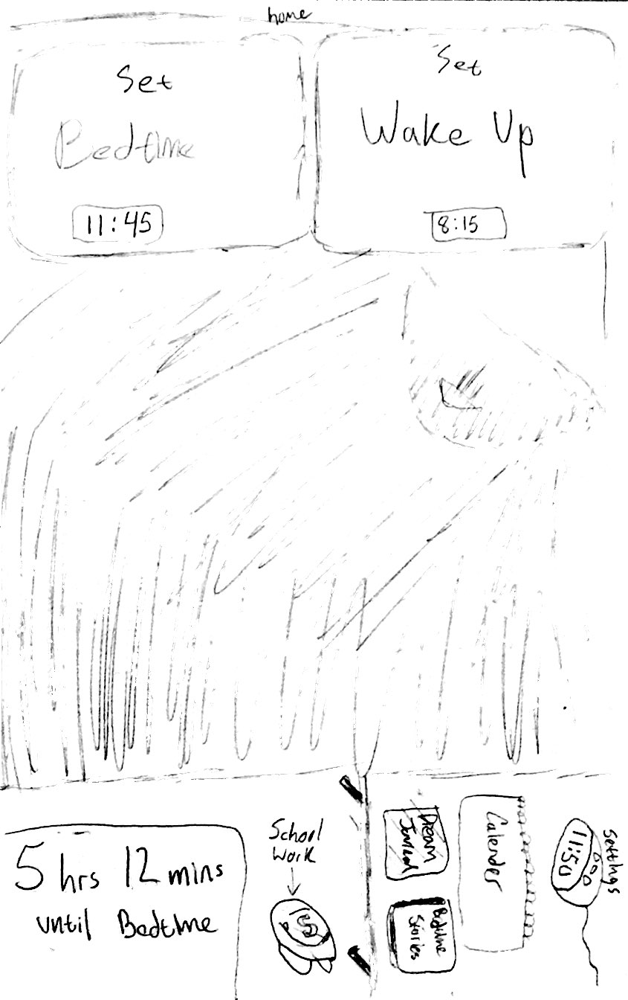 home
Set
Bedtime
11:45
Set
Wake Up
8:15
5 hrs 12 mins
until Bedtime
School
Work
Dream
Calender
11:50
Settings
Bedtime
Stories